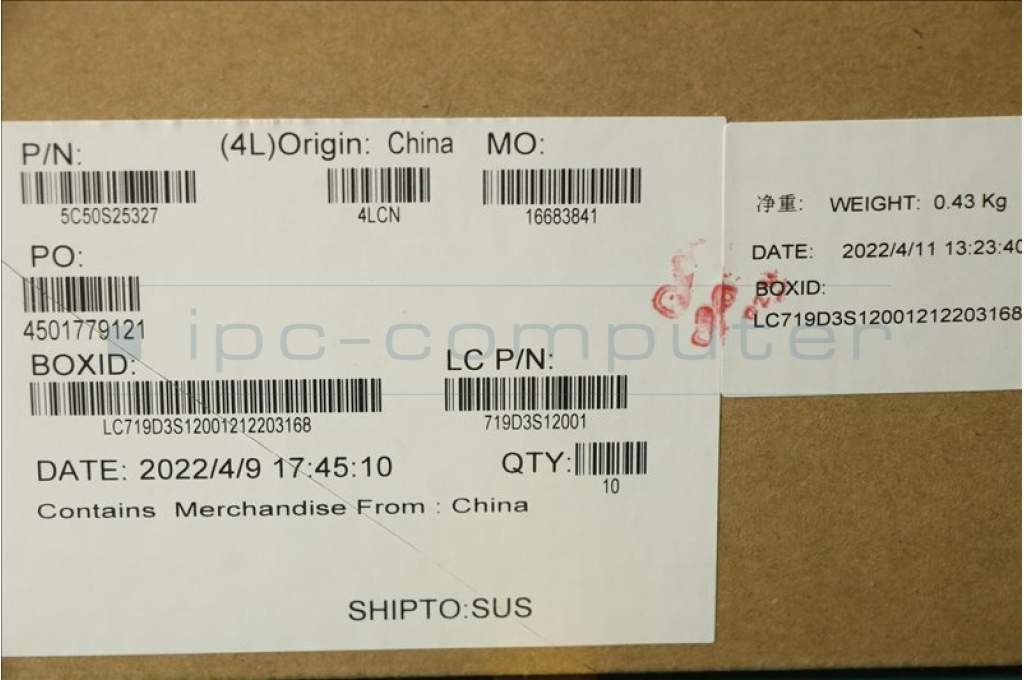 P/N: (4L)Origin: China MO:
5C50S25327 4LCN 16683841
PO:
4501779121
BOXID: LC P/N:
LC719D3S12001212203168 719D3S12001
DATE: 2022/4/9 17:45:10 QTY:
10
Contains Merchandise From : China
SHIPTO:SUS
净重: WEIGHT: 0.43 Kg
DATE: 2022/4/11 13:23:40
BOXID:
LC719D3S12001212203168
ipc-computer